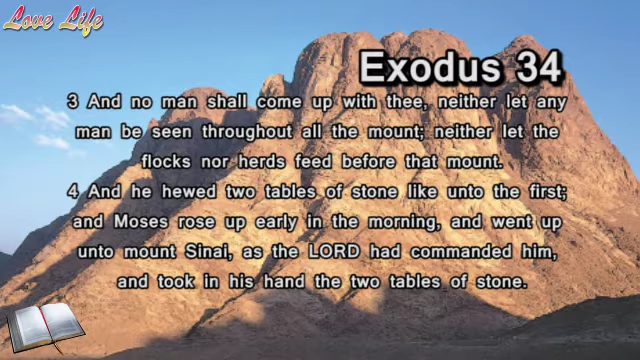 Love Life
Exodus 34
3 And no man shall come up with thee, neither let any
man be seen throughout all the mount; neither let the
flocks nor herds feed before that mount.
4 And he hewed two tables of stone like unto the first;
and Moses rose up early in the morning, and went up
unto mount Sinai, as the LORD had commanded him,
and took in his hand the two tables of stone.